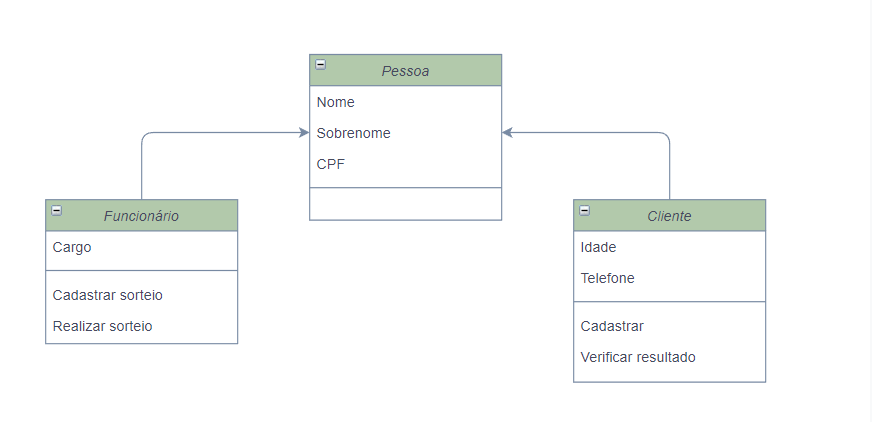 Pessoa
Nome
Sobrenome
CPF
Funcionário
Cargo
Cadastrar sorteio
Realizar sorteio
Cliente
Idade
Telefone
Cadastrar
Verificar resultado